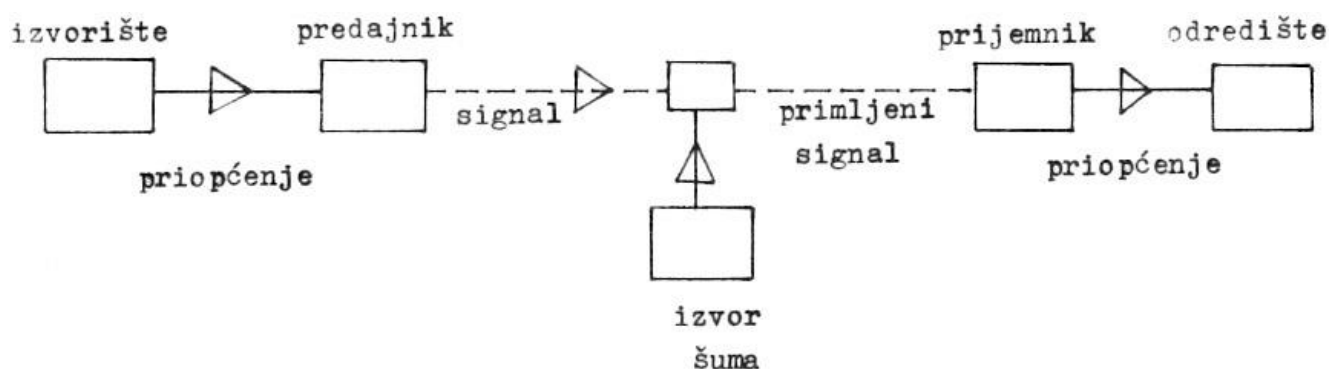 izvorište
predajnik
prijemnik
odredište
signal
primljeni
signal
priopćenje
priopćenje
izvor
šuma